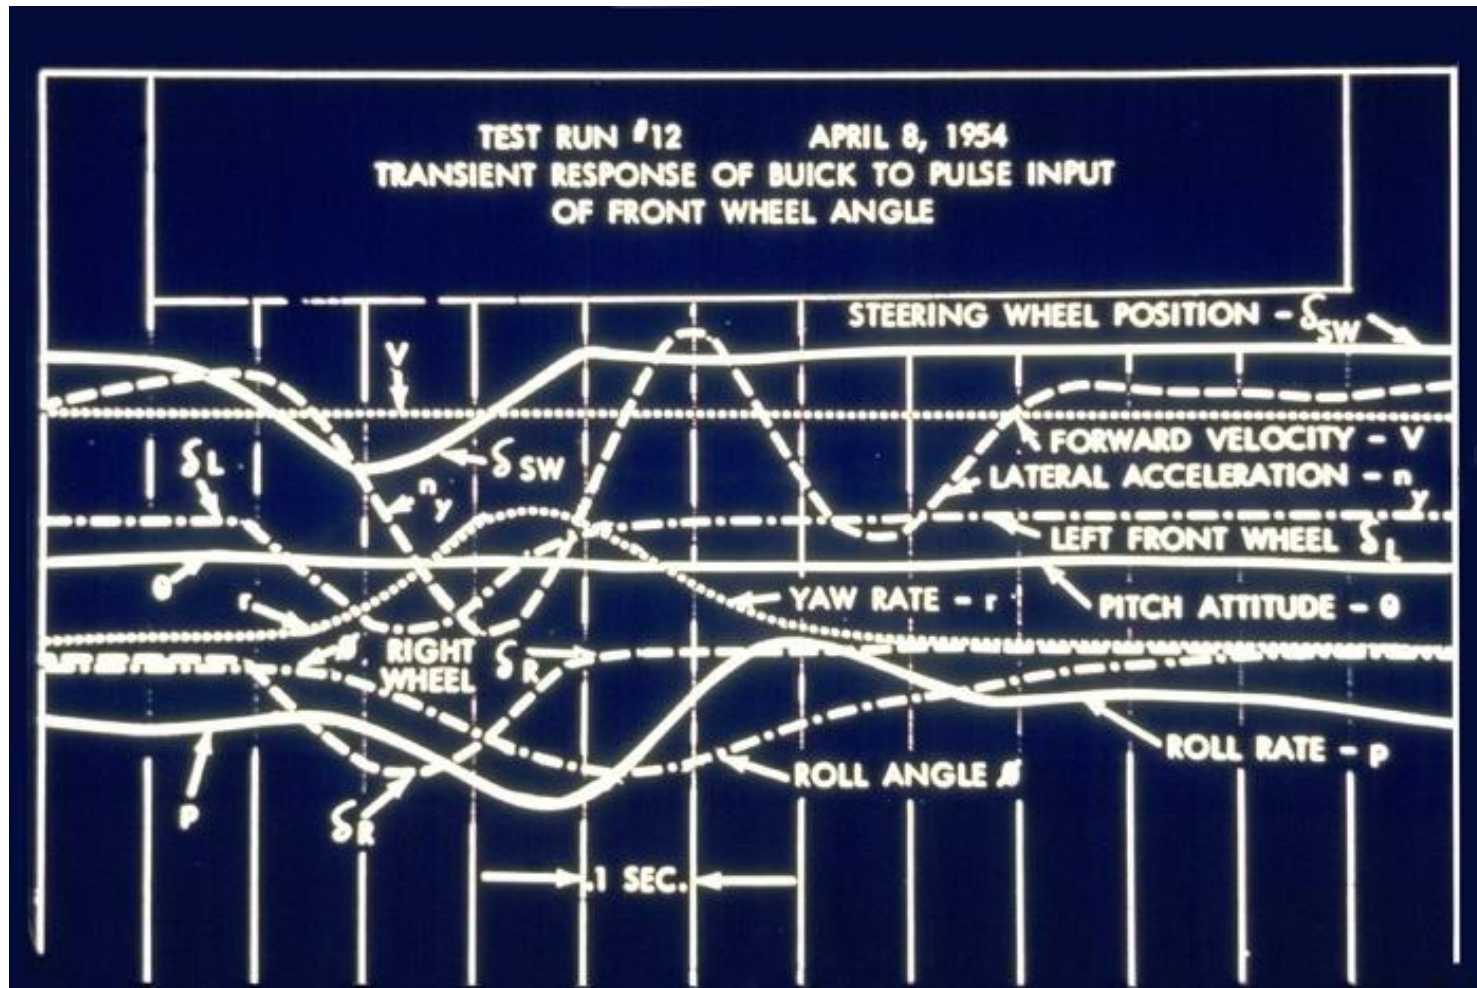 TEST RUN #12 APRIL 8, 1954
TRANSIENT RESPONSE OF BUICK TO PULSE INPUT
OF FRONT WHEEL ANGLE
STEERING WHEEL POSITION - δSW
V
FORWARD VELOCITY - V
δL
δSW
LATERAL ACCELERATION - ny
ny
LEFT FRONT WHEEL δL
θ
r
YAW RATE - r
PITCH ATTITUDE - θ
ø
RIGHT
WHEEL
δR
ROLL RATE - p
ROLL ANGLE ø
p
δR
.1 SEC.